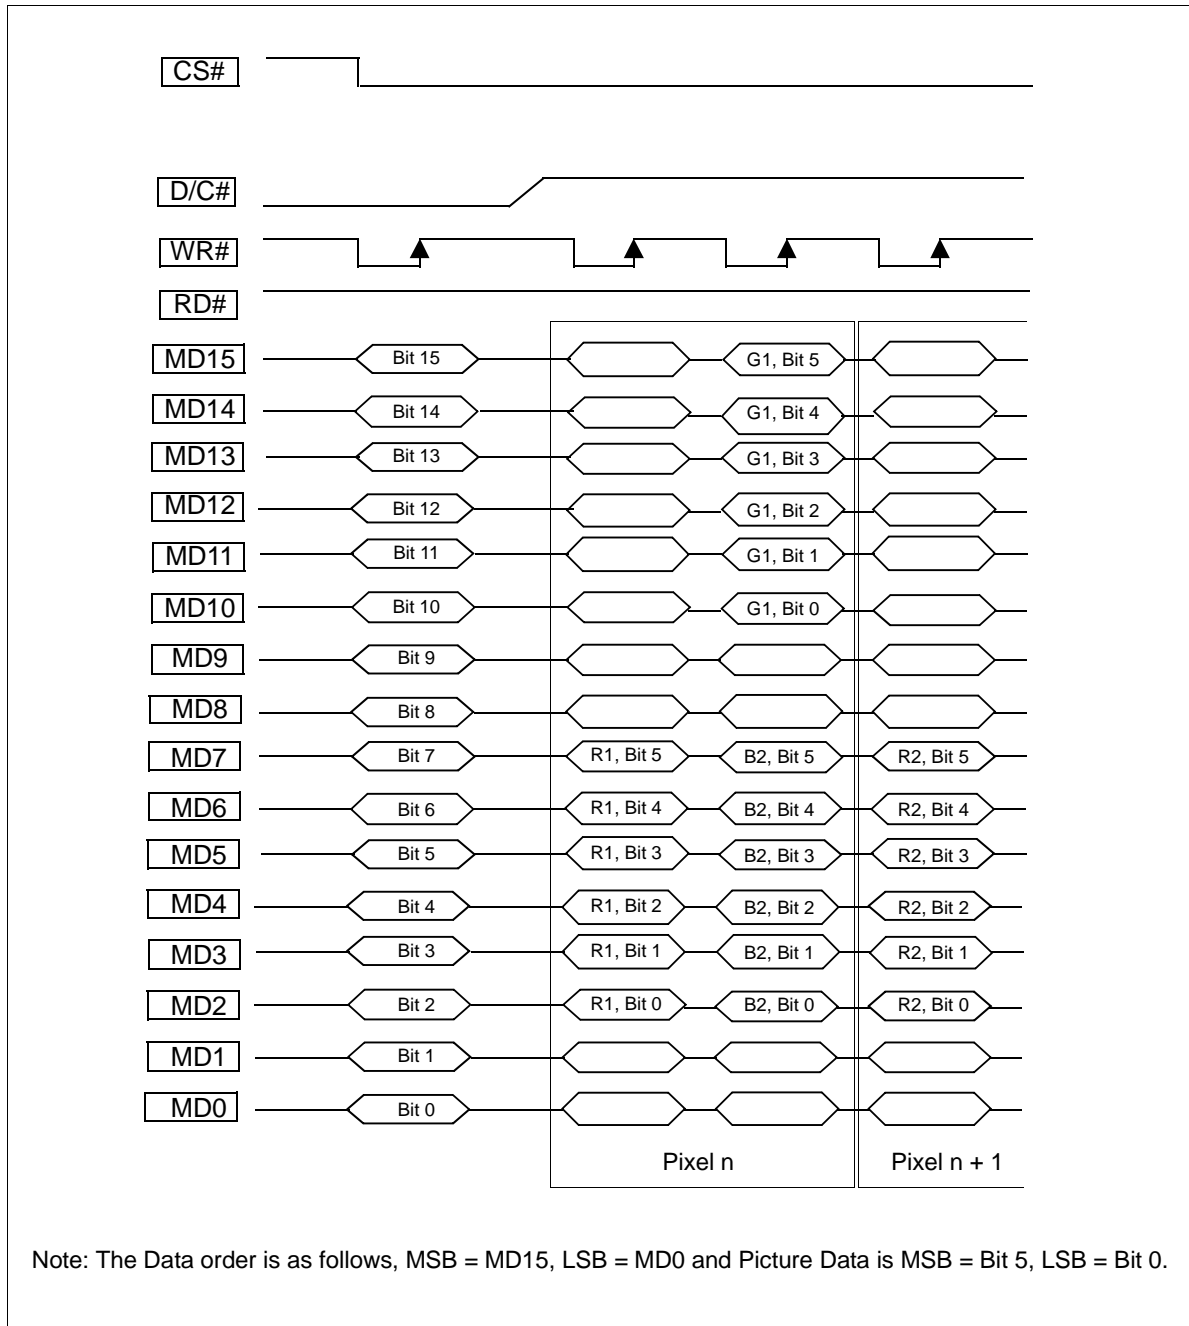 CS#
D/C#
WR#
RD#
MD15 Bit 15 G1, Bit 5
MD14 Bit 14 G1, Bit 4
MD13 Bit 13 G1, Bit 3
MD12 Bit 12 G1, Bit 2
MD11 Bit 11 G1, Bit 1
MD10 Bit 10 G1, Bit 0
MD9 Bit 9
MD8 Bit 8
MD7 Bit 7 R1, Bit 5 B2, Bit 5 R2, Bit 5
MD6 Bit 6 R1, Bit 4 B2, Bit 4 R2, Bit 4
MD5 Bit 5 R1, Bit 3 B2, Bit 3 R2, Bit 3
MD4 Bit 4 R1, Bit 2 B2, Bit 2 R2, Bit 2
MD3 Bit 3 R1, Bit 1 B2, Bit 1 R2, Bit 1
MD2 Bit 2 R1, Bit 0 B2, Bit 0 R2, Bit 0
MD1 Bit 1
MD0 Bit 0
Pixel n Pixel n + 1
Note: The Data order is as follows, MSB = MD15, LSB = MD0 and Picture Data is MSB = Bit 5, LSB = Bit 0.